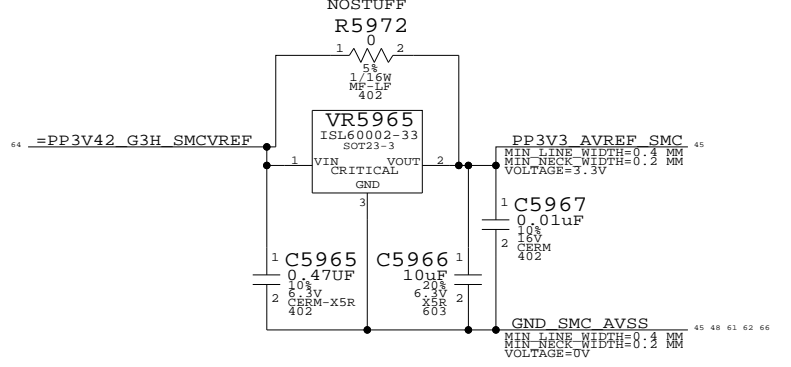 NOSTUFF
R5972
0
1 2
5%
1/16W
MF-LF
402
VR5965
ISL60002-33
SOT23-3
64 =PP3V42_G3H_SMCVREF
PP3V3_AVREF_SMC 45
MIN_LINE_WIDTH=0.4 MM
MIN_NECK_WIDTH=0.2 MM
VOLTAGE=3.3V
1 VIN VOUT 2
CRITICAL
GND
3
1 C5967
0.01uF
10%
16V
2 CERM
402
1 C5965
0.47UF
10%
6.3V
2 CERM-X5R
402
C5966 1
10uF
20%
6.3V
X5R 2
603
GND_SMC_AVSS 45 48 61 62 66
MIN_LINE_WIDTH=0.4 MM
MIN_NECK_WIDTH=0.2 MM
VOLTAGE=0V